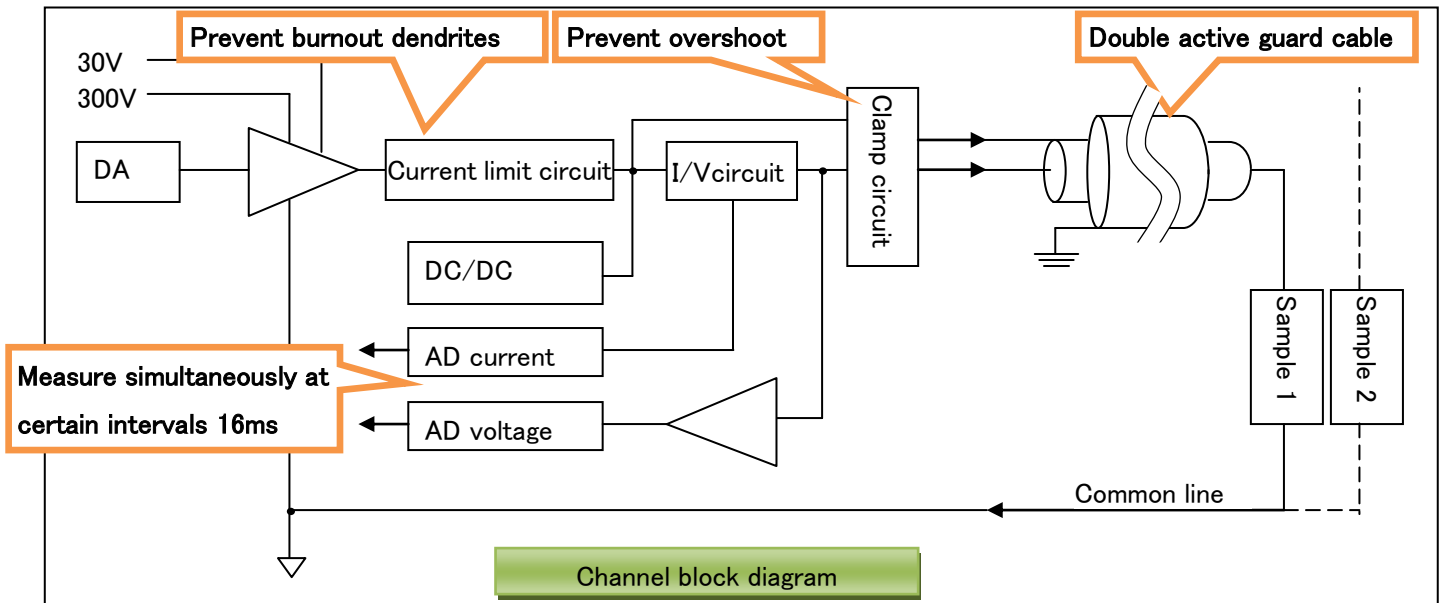 Prevent burnout dendrites
Prevent overshoot
Double active guard cable
30V
300V
DA
Current limit circuit
I/Vcircuit
Clamp circuit
DC/DC
AD current
AD voltage
Measure simultaneously at
certain intervals 16ms
Sample 1
Sample 2
Common line
Channel block diagram